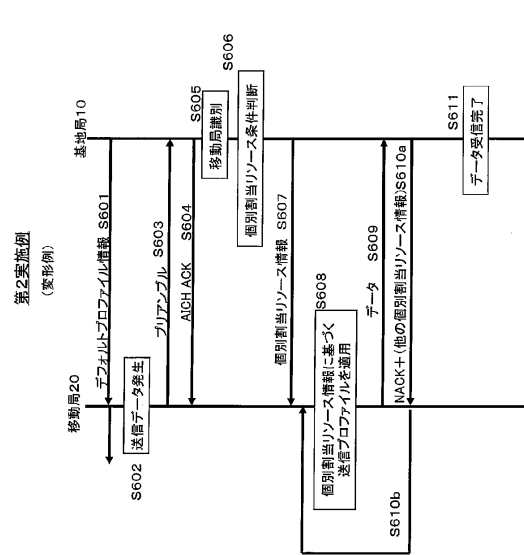 第2実施例
(変形例)
移動局20
基地局10
デフォルトプロファイル情報 S601
S602
送信データ発生
プリアンブル S603
AICH ACK S604
S605
移動局識別
S606
個別割当リソース条件判断
個別割当リソース情報 S607
S608
個別割当リソース情報に基づく
送信プロファイルを適用
データ S609
NACK+(他の個別割当リソース情報)S610a
S610b
S611
データ受信完了